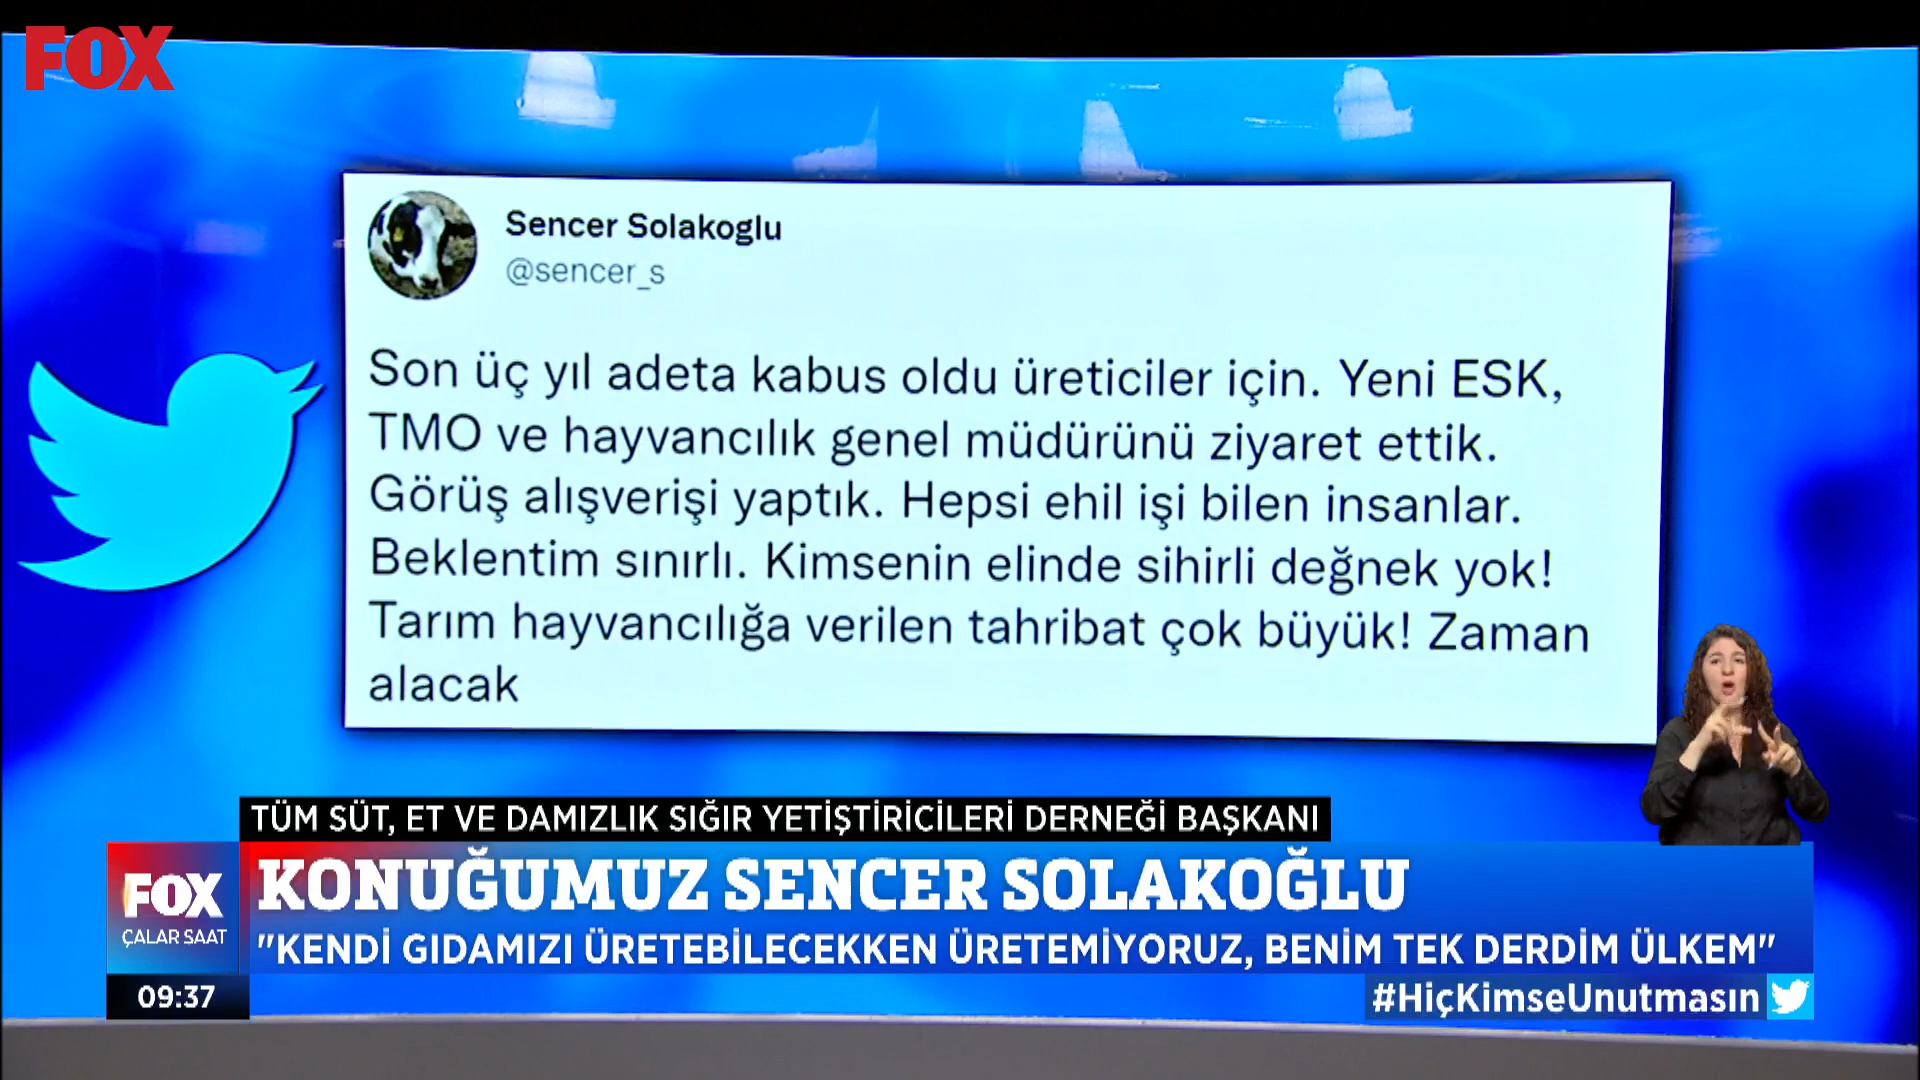 FOX
Sencer Solakoglu
@sencer_s
Son üç yıl adeta kabus oldu üreticiler için. Yeni ESK,
TMO ve hayvancılık genel müdürünü ziyaret ettik.
Görüş alışverişi yaptık. Hepsi ehil işi bilen insanlar.
Beklentim sınırlı. Kimsenin elinde sihirli değnek yok!
Tarım hayvancılığa verilen tahribat çok büyük! Zaman
alacak
TÜM SÜT, ET VE DAMIZLIK SIĞIR YETİŞTİRİCİLERİ DERNEĞİ BAŞKANI
KONUĞUMUZ SENCER SOLAKOĞLU
FOX
ÇALAR SAAT
"KENDİ GIDAMIZI ÜRETEBİLECEKKEN ÜRETEMİYORUZ, BENİM TEK DERDİM ÜLKEM"
09:37
#HiçKimseUnutmasın